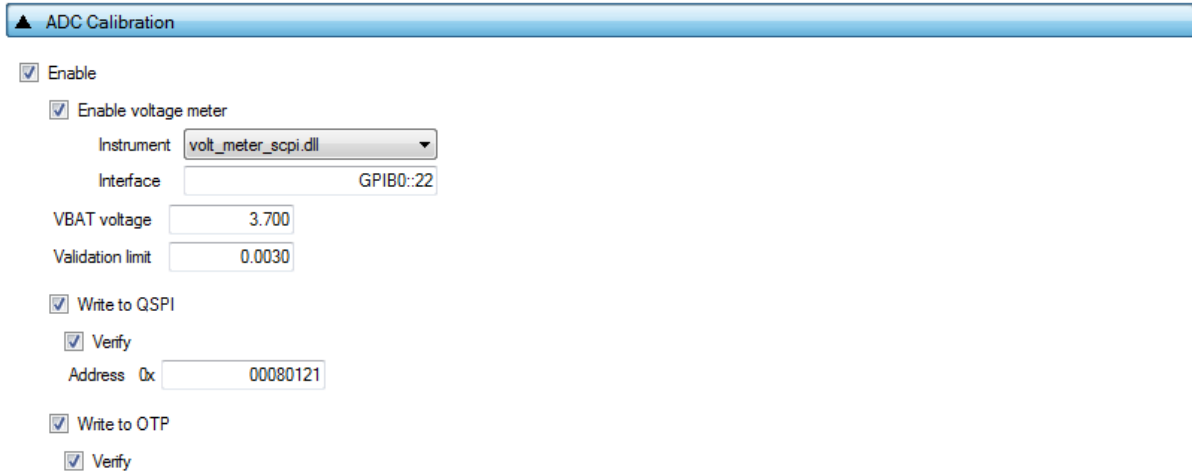 ADC Calibration
Enable
Enable voltage meter
Instrument volt_meter_scpi.dll
Interface GPIB0::22
VBAT voltage 3.700
Validation limit 0.0030
Write to QSPI
Verify
Address 0x 00080121
Write to OTP
Verify